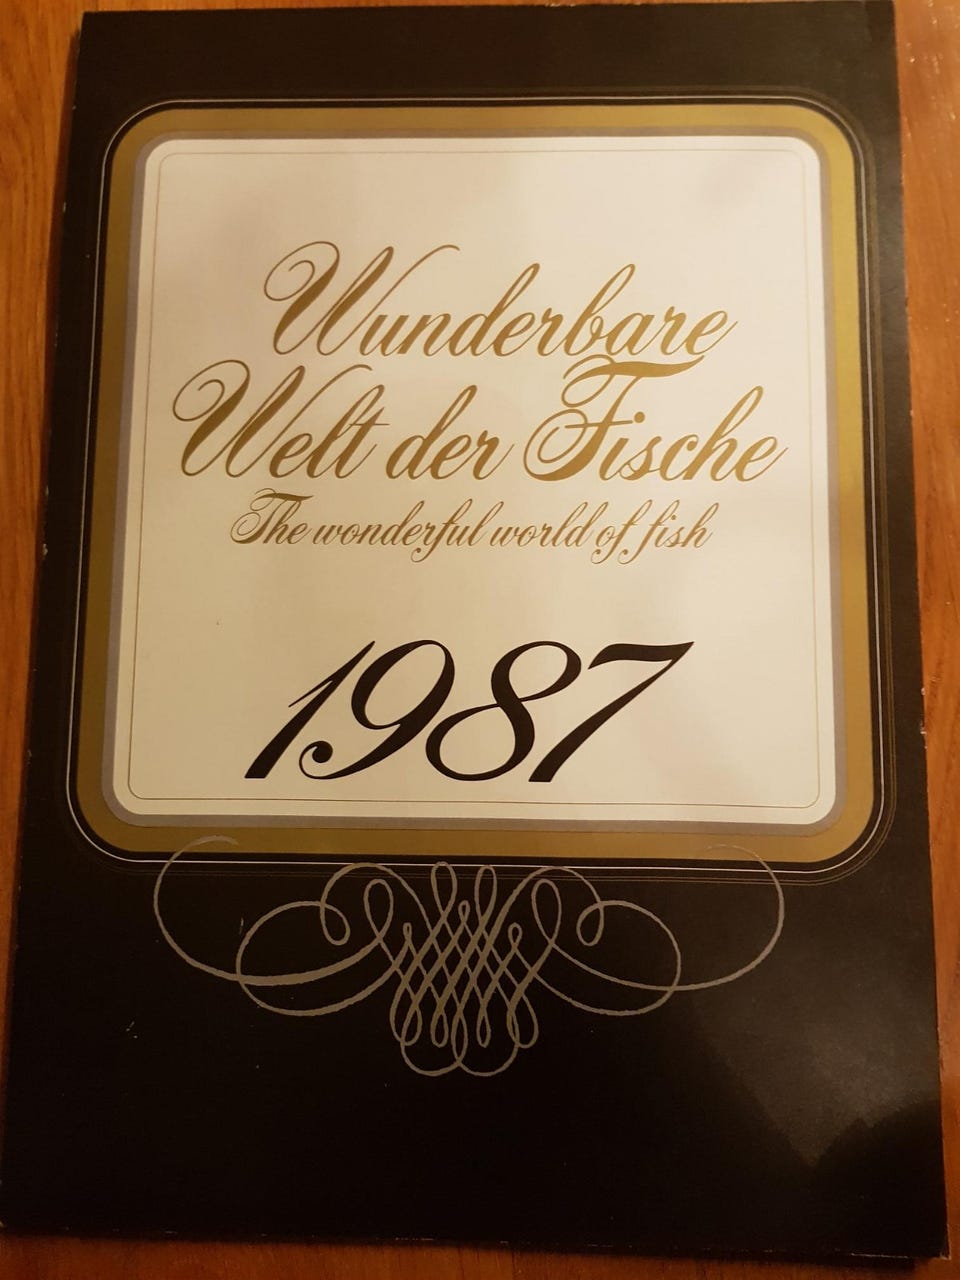 Wunderbare
Welt der Fische
The wonderful world of fish
1987